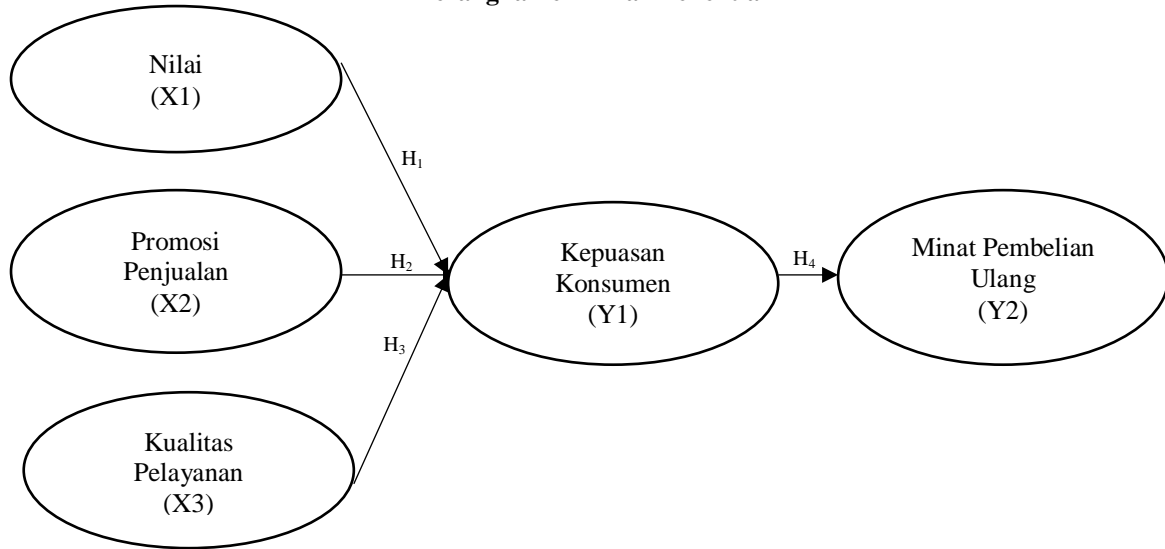 Nilai
(X1)
H1
Promosi
Penjualan
(X2)
H2
Kepuasan
Konsumen
(Y1)
H4
Minat Pembelian
Ulang
(Y2)
H3
Kualitas
Pelayanan
(X3)